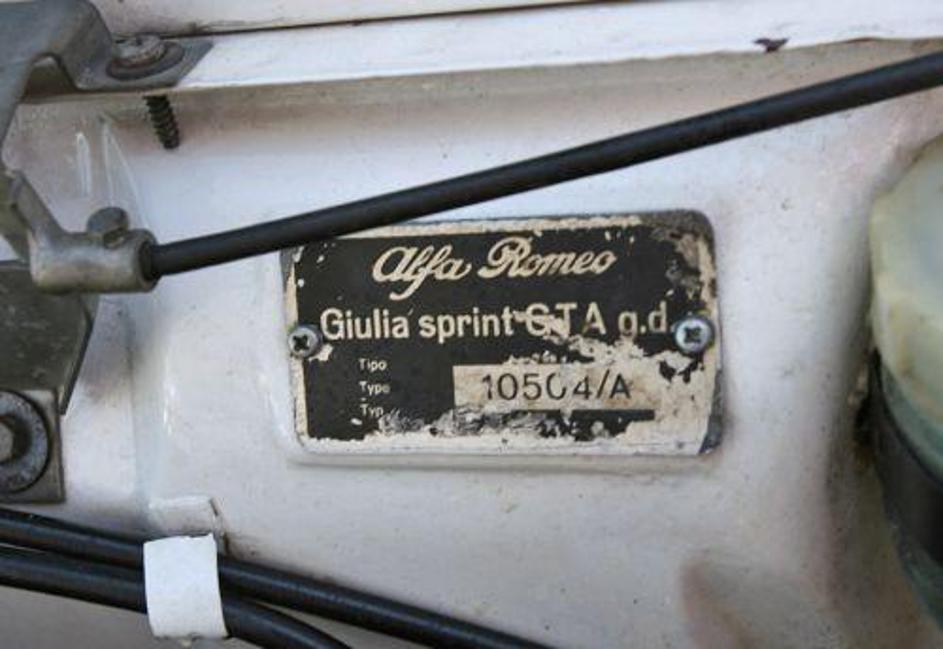 Alfa Romeo
Giulia sprint GTA g.d.
Tipo
Type 10504/A
Typ